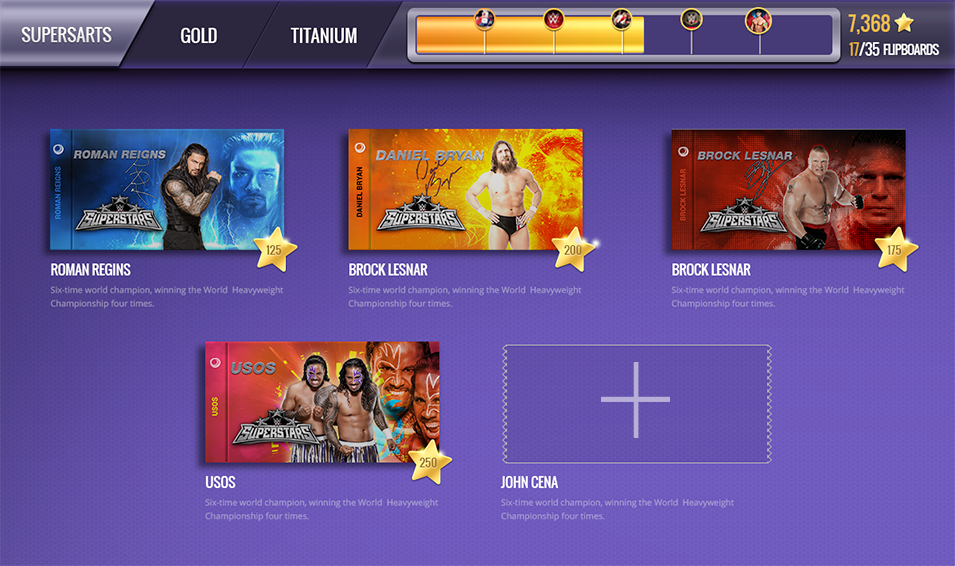 SUPERSARTS
GOLD
TITANIUM
7,368
17/35 FLIPBOARDS
ROMAN REIGNS
ROMAN REIGNS
SUPERSTARS
125
ROMAN REGINS
Six-time world champion, winning the World Heavyweight
Championship four times.
DANIEL BRYAN
DANIEL BRYAN
SUPERSTARS
200
BROCK LESNAR
Six-time world champion, winning the World Heavyweight
Championship four times.
BROCK LESNAR
BROCK LESNAR
SUPERSTARS
175
BROCK LESNAR
Six-time world champion, winning the World Heavyweight
Championship four times.
USOS
USOS
SUPERSTARS
250
USOS
Six-time world champion, winning the World Heavyweight
Championship four times.
JOHN CENA
Six-time world champion, winning the World Heavyweight
Championship four times.